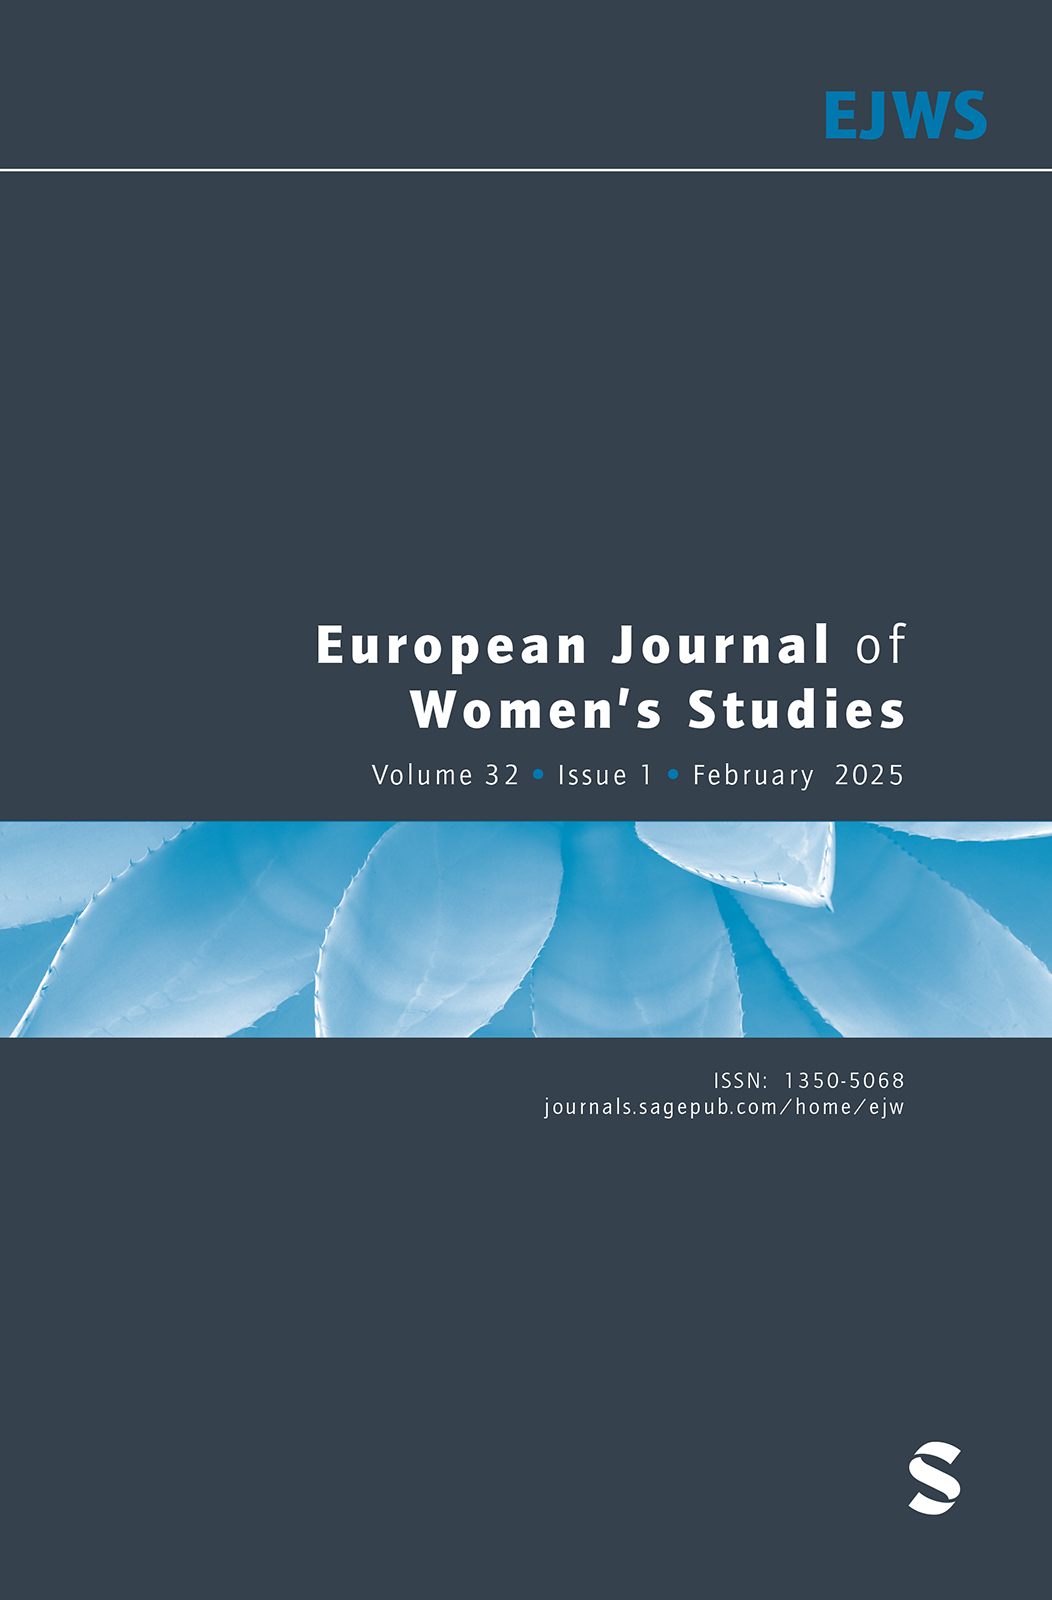 EJWS
European Journal of
Women's Studies
Volume 32 • Issue 1 • February 2025
ISSN: 1350-5068
journals.sagepub.com/home/ejw
S